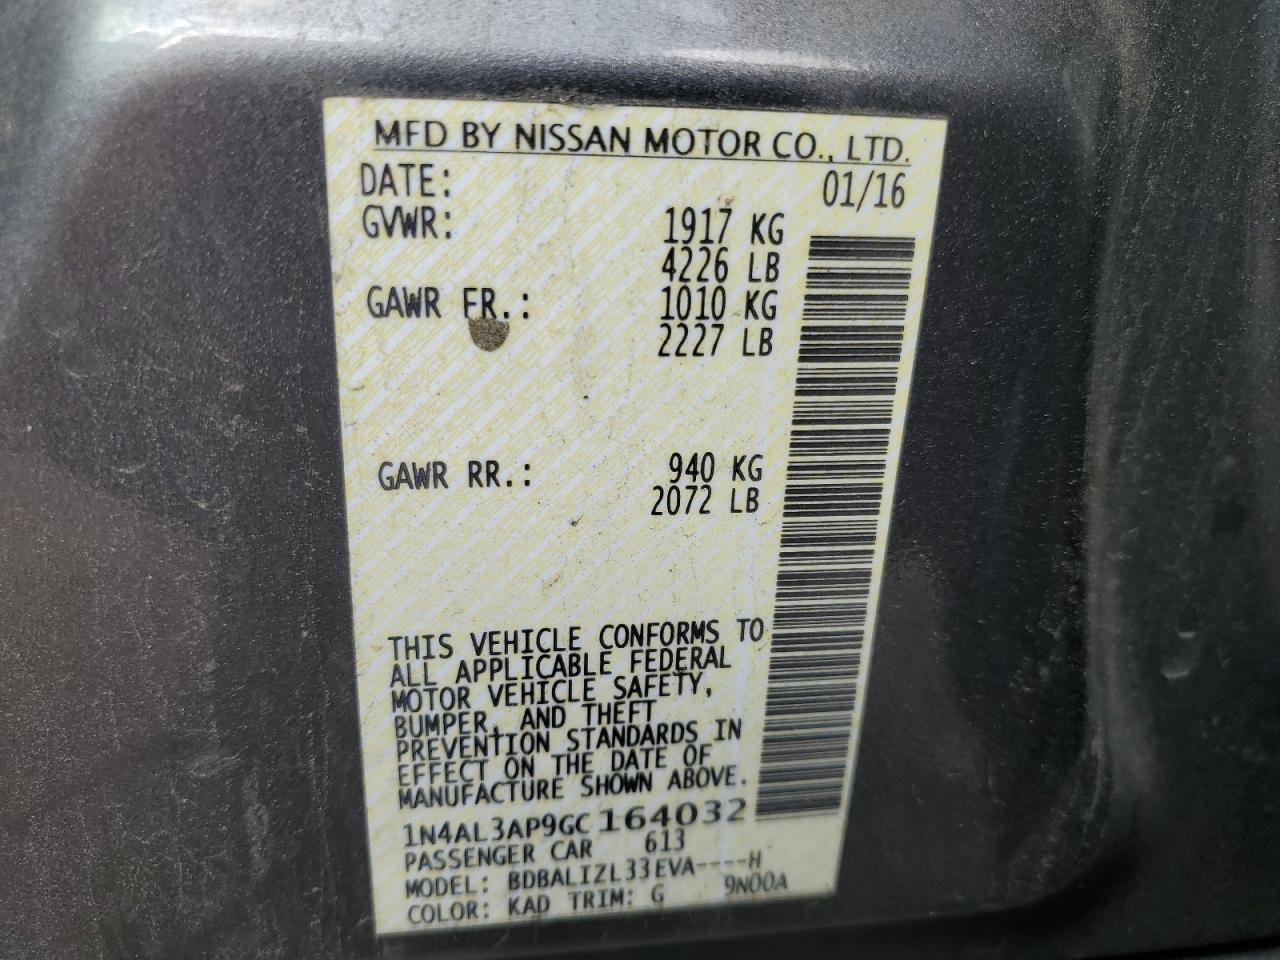 MFD BY NISSAN MOTOR CO., LTD.
DATE: 01/16
GVWR: 1917 KG
4226 LB
GAWR FR.: 1010 KG
2227 LB
GAWR RR.: 940 KG
2072 LB
THIS VEHICLE CONFORMS TO
ALL APPLICABLE FEDERAL
MOTOR VEHICLE SAFETY,
BUMPER, AND THEFT
PREVENTION STANDARDS IN
EFFECT ON THE DATE OF
MANUFACTURE SHOWN ABOVE.
1N4AL3AP9GC164032
PASSENGER CAR 613
MODEL: BDBALIZL33EVA----H
COLOR: KAD TRIM: G 9N00A